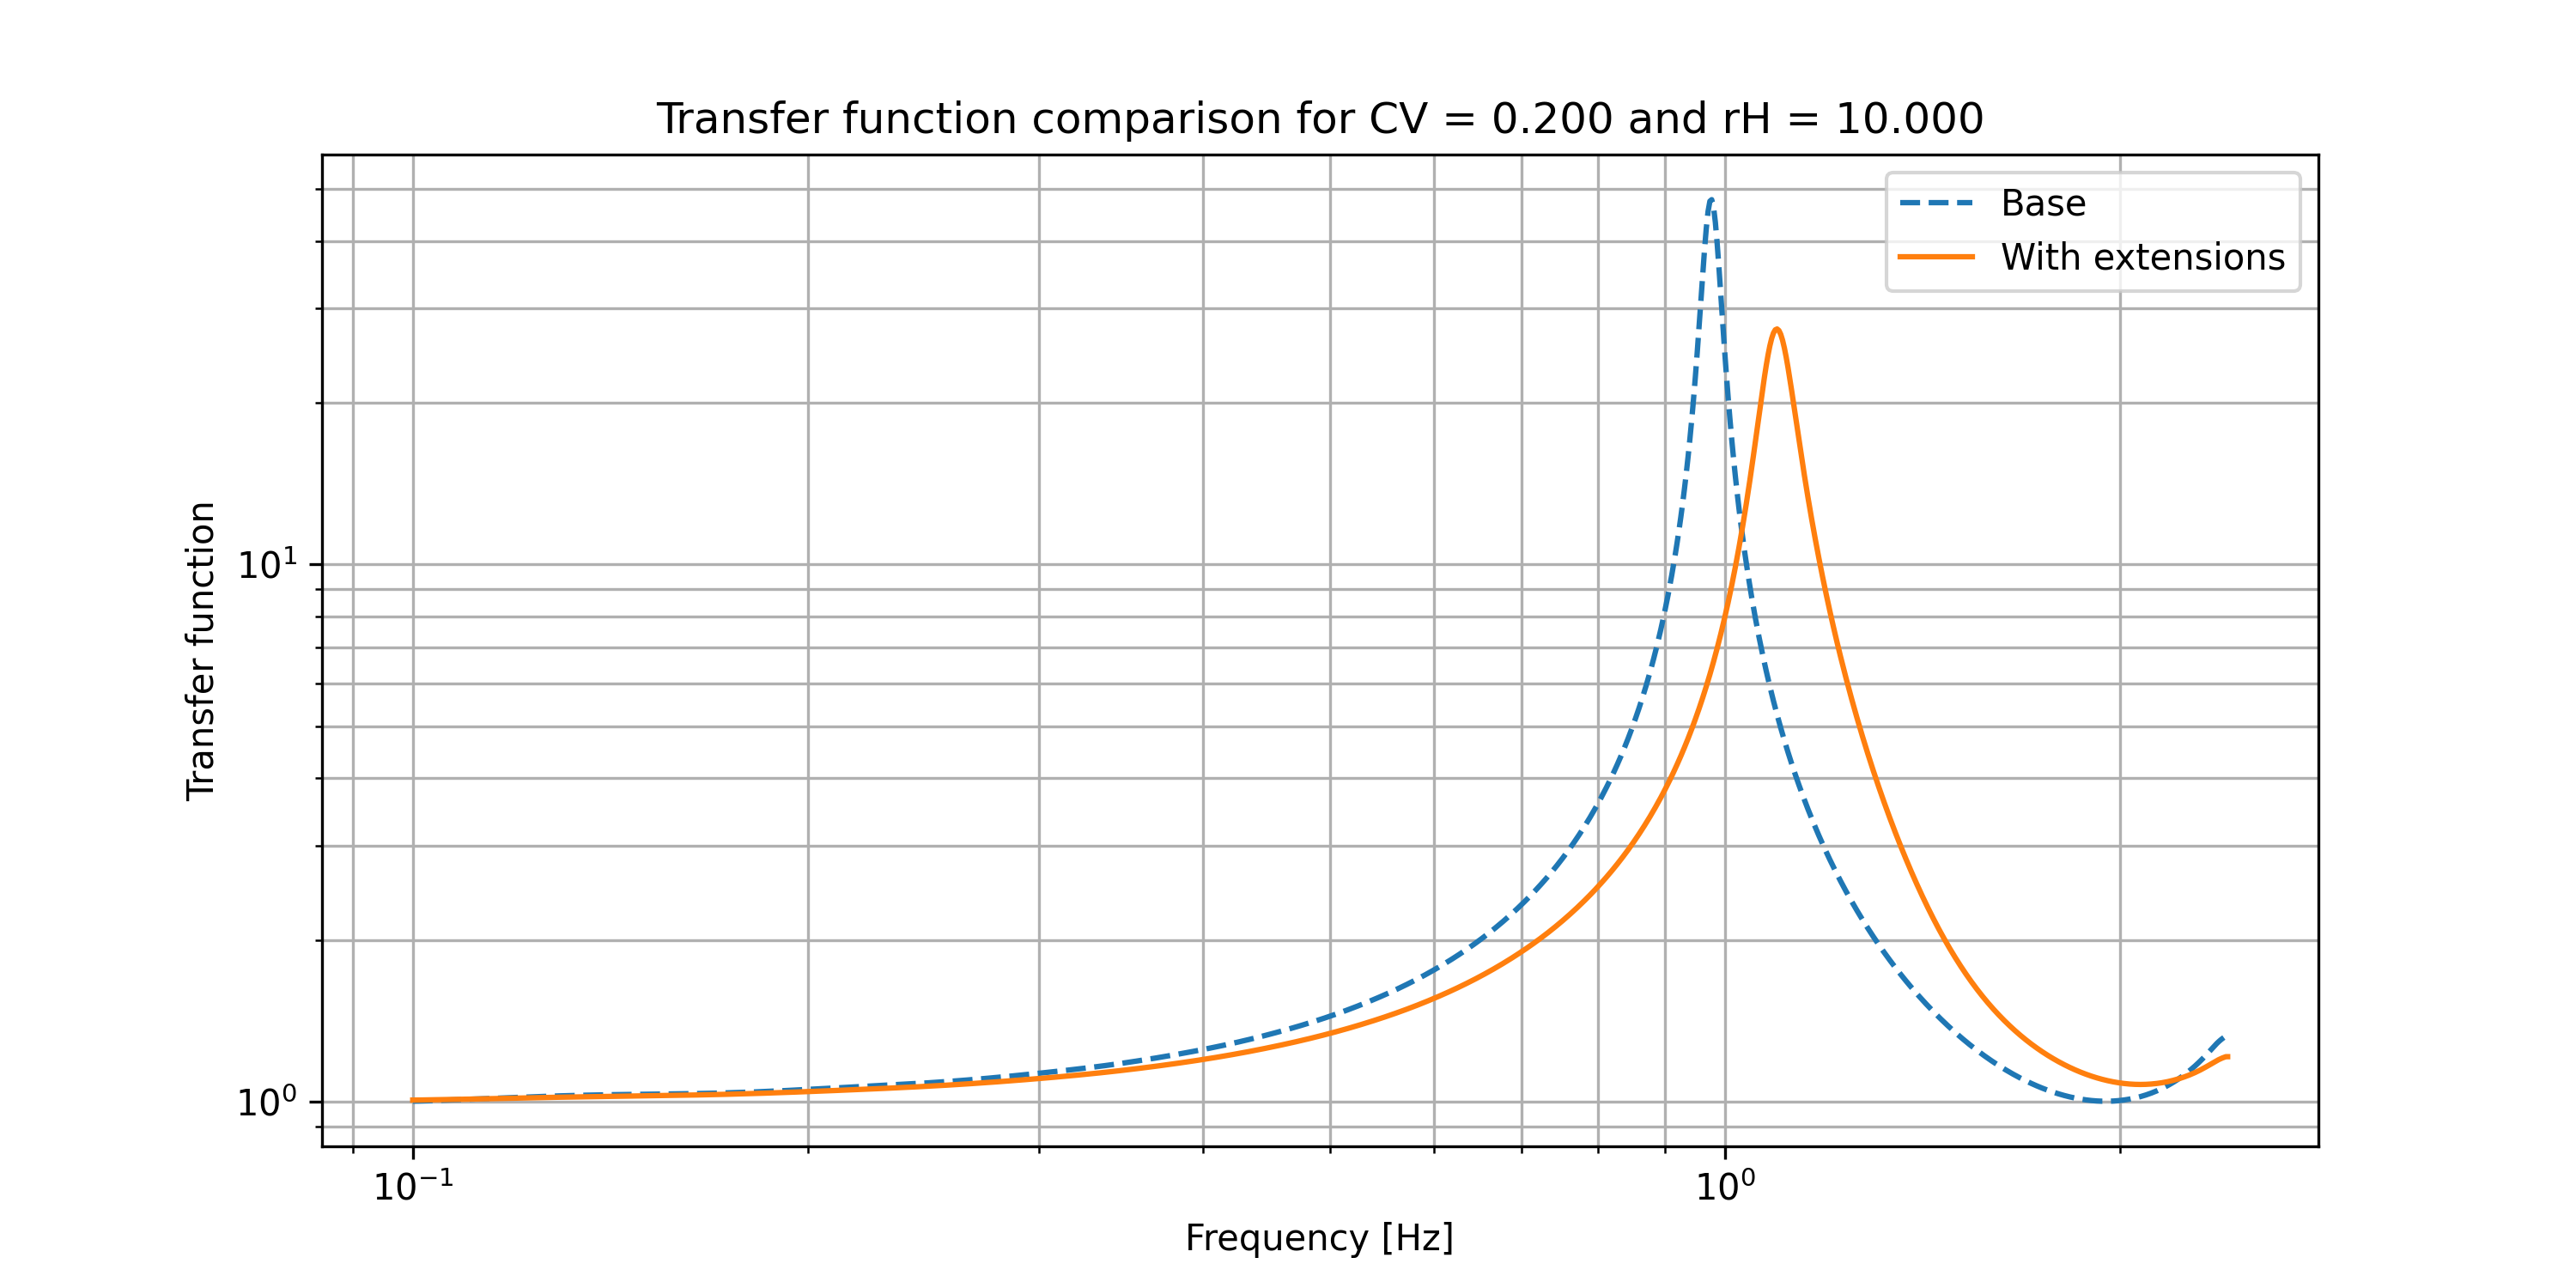 Transfer function comparison for CV = 0.200 and rH = 10.000
Base
With extensions
Transfer function
10¹
10⁰
10⁻¹
10⁰
Frequency [Hz]